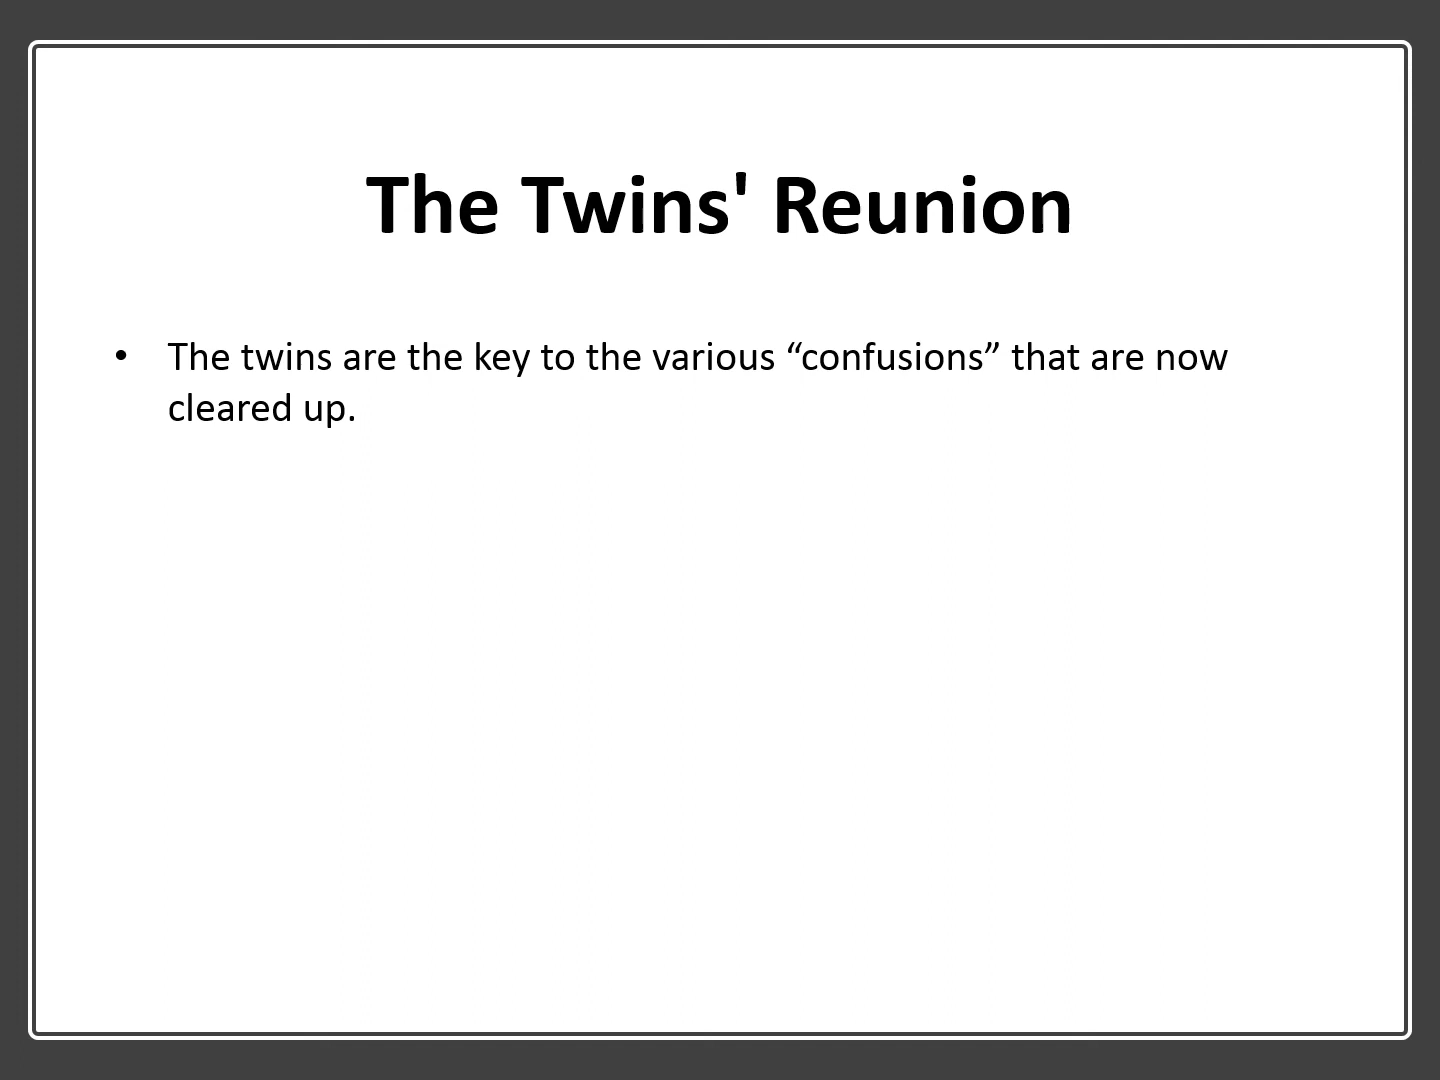 The Twins' Reunion
• The twins are the key to the various “confusions” that are now
cleared up.